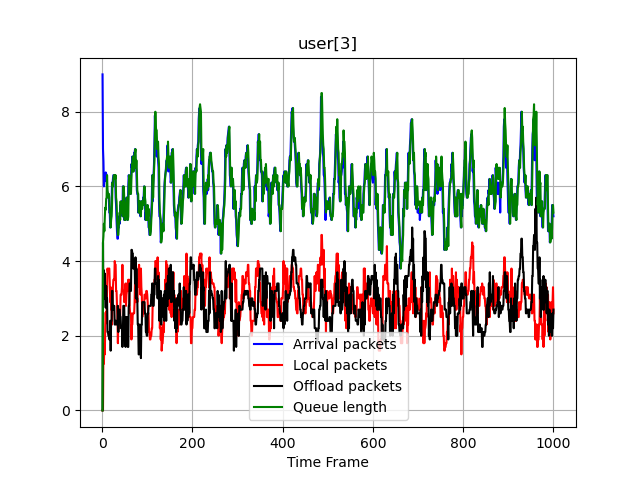 user[3]
8
6
4
2
0
Arrival packets
Local packets
Offload packets
Queue length
0 200 400 600 800 1000
Time Frame